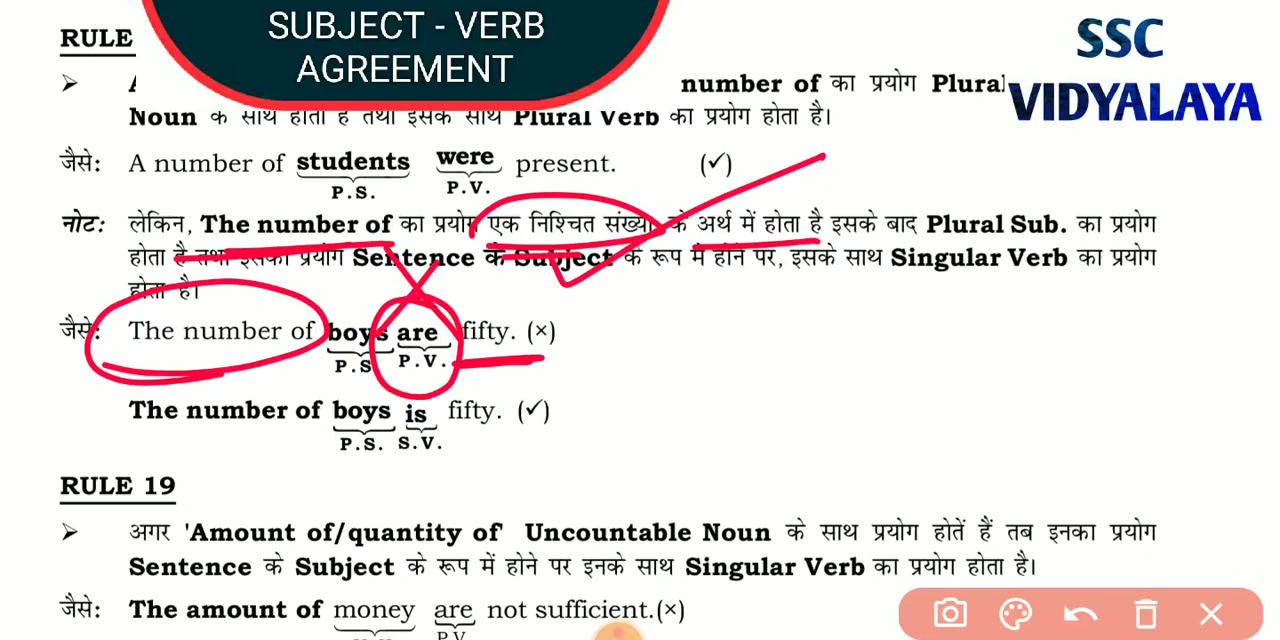 SUBJECT - VERB
AGREEMENT
SSC
VIDYALAYA
RULE
number of का प्रयोग Plural
Noun के साथ होता है तथा इसके साथ Plural Verb का प्रयोग होता है।
जैसे: A number of students were present. (✓)
P.S. P.V.
नोट: लेकिन, The number of का प्रयोग एक निश्चित संख्या के अर्थ में होता है इसके बाद Plural Sub. का प्रयोग
होता है तथा इसका प्रयोग Sentence के Subject के रूप में होने पर, इसके साथ Singular Verb का प्रयोग
होता है।
जैसे: The number of boys are fifty. (×)
P.S P.V.
The number of boys is fifty. (✓)
P.S. S.V.
RULE 19
अगर 'Amount of/quantity of' Uncountable Noun के साथ प्रयोग होतें हैं तब इनका प्रयोग
Sentence के Subject के रूप में होने पर इनके साथ Singular Verb का प्रयोग होता है।
जैसे: The amount of money are not sufficient.(×)
P.V.